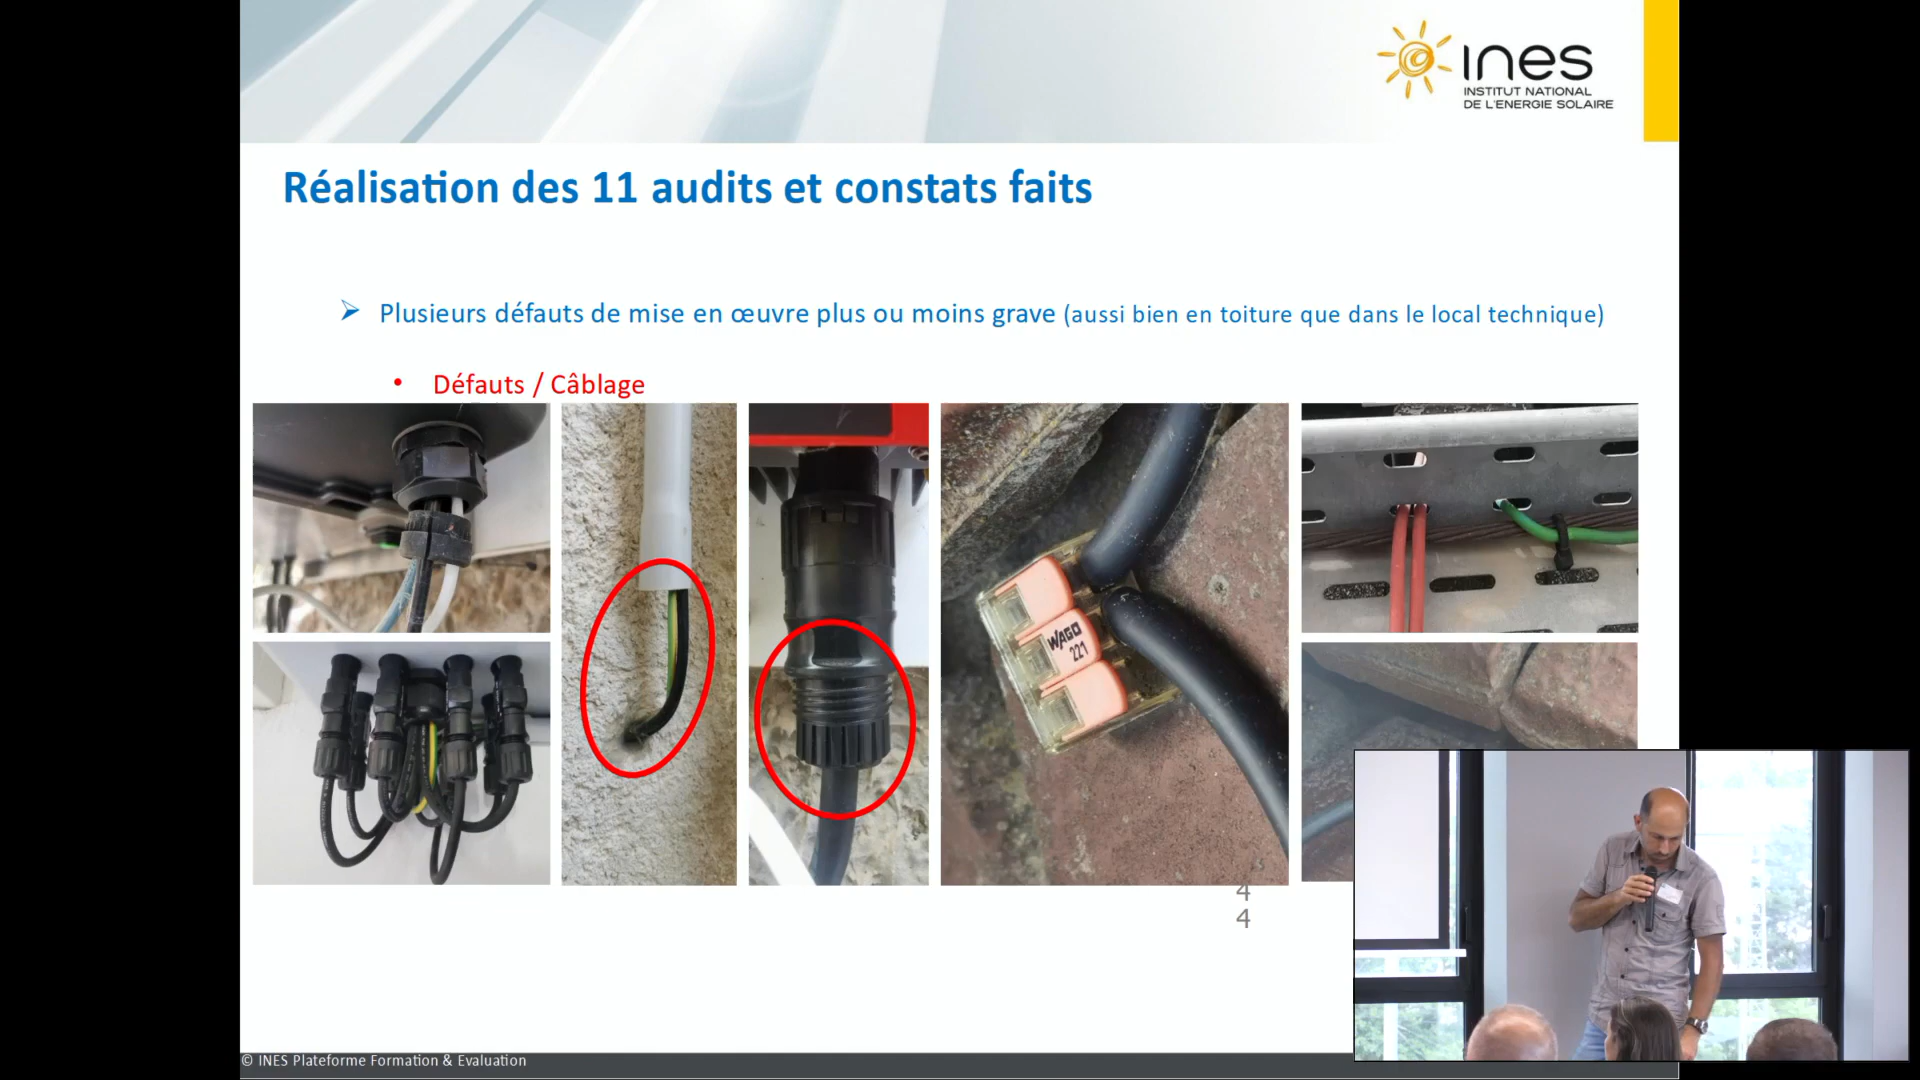 ines
INSTITUT NATIONAL
DE L'ENERGIE SOLAIRE
Réalisation des 11 audits et constats faits
Plusieurs défauts de mise en œuvre plus ou moins grave (aussi bien en toiture que dans le local technique)
Défauts / Câblage
WAGO
221
3
4
4
© INES Plateforme Formation & Evaluation